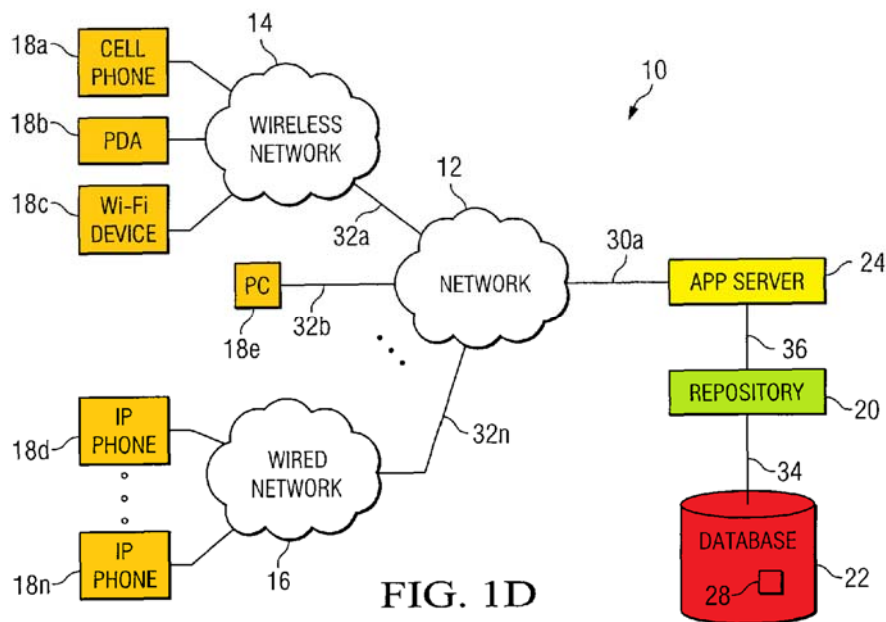 14
18a
CELL
PHONE
10
18b
PDA
WIRELESS
NETWORK
12
18c
Wi-Fi
DEVICE
32a
30a
24
PC
NETWORK
APP SERVER
32b
18e
36
REPOSITORY
20
IP
PHONE
18d
32n
WIRED
NETWORK
34
DATABASE
IP
PHONE
18n
16
28
22
FIG. 1D